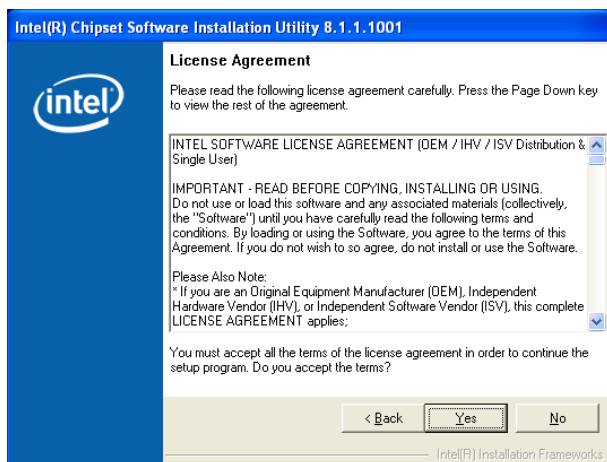 Intel(R) Chipset Software Installation Utility 8.1.1.1001
intel
License Agreement
Please read the following license agreement carefully. Press the Page Down key
to view the rest of the agreement.
INTEL SOFTWARE LICENSE AGREEMENT (OEM / IHV / ISV Distribution &
Single User)
IMPORTANT - READ BEFORE COPYING, INSTALLING OR USING.
Do not use or load this software and any associated materials (collectively,
the "Software") until you have carefully read the following terms and
conditions. By loading or using the Software, you agree to the terms of this
Agreement. If you do not wish to so agree, do not install or use the Software.
Please Also Note:
* If you are an Original Equipment Manufacturer (OEM), Independent
Hardware Vendor (IHV), or Independent Software Vendor (ISV), this complete
LICENSE AGREEMENT applies;
You must accept all the terms of the license agreement in order to continue the
setup program. Do you accept the terms?
< Back Yes No
Intel(R) Installation Frameworks